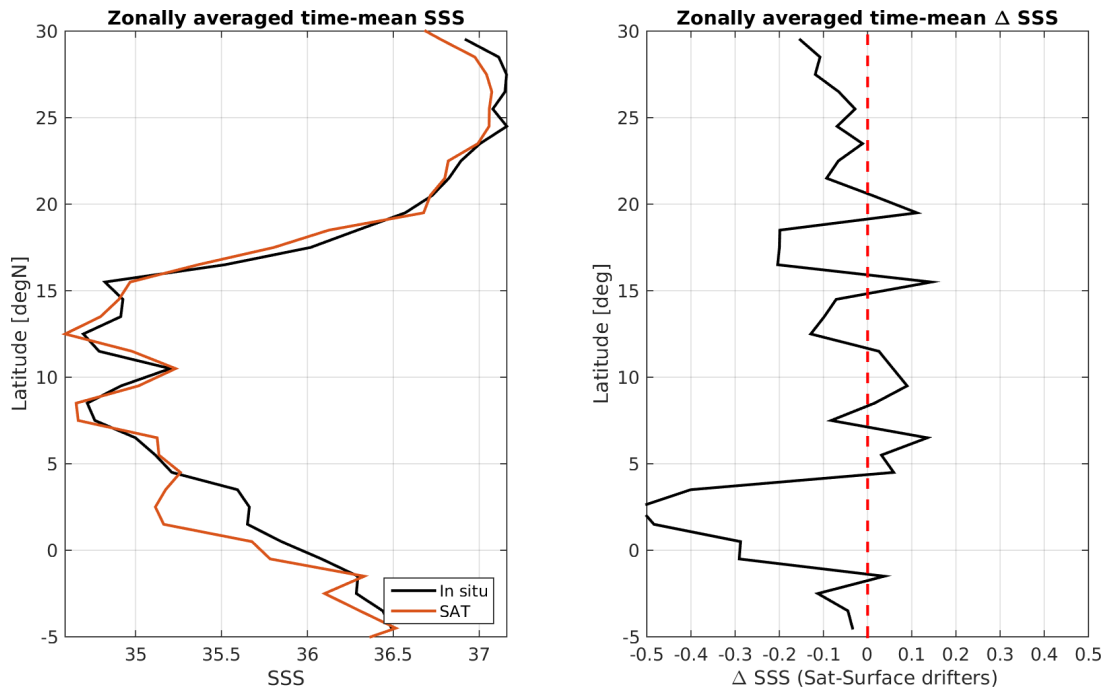 Zonally averaged time-mean SSS
30
25
20
15
10
5
0
-5
Latitude [degN]
35
35.5
36
36.5
37
SSS
In situ
SAT
Zonally averaged time-mean Δ SSS
30
25
20
15
10
5
0
-5
Latitude [deg]
-0.5 -0.4 -0.3 -0.2 -0.1 0 0.1 0.2 0.3 0.4 0.5
Δ SSS (Sat-Surface drifters)